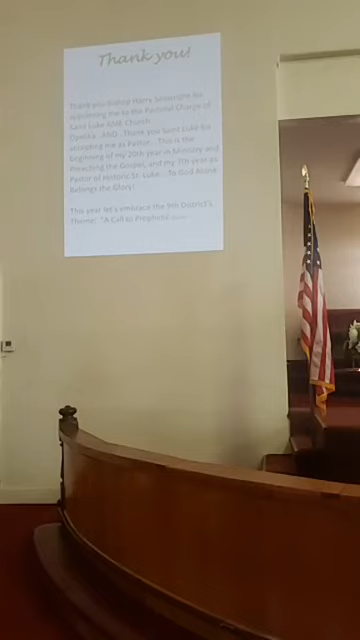 Thank you!
Thank you Bishop Harry Seawright for
appointing me to the Pastoral Charge of
Saint Luke AME Church
Opelika. AND . Thank you Saint Luke for
accepting me as Pastor. . This is the
beginning of my 20th year in Ministry and
Preaching the Gospel, and my 7th year as
Pastor of Historic St. Luke. . To God Alone
Belongs the Glory!
This year let's embrace the 9th District's
Theme; "A Call to Prophetic